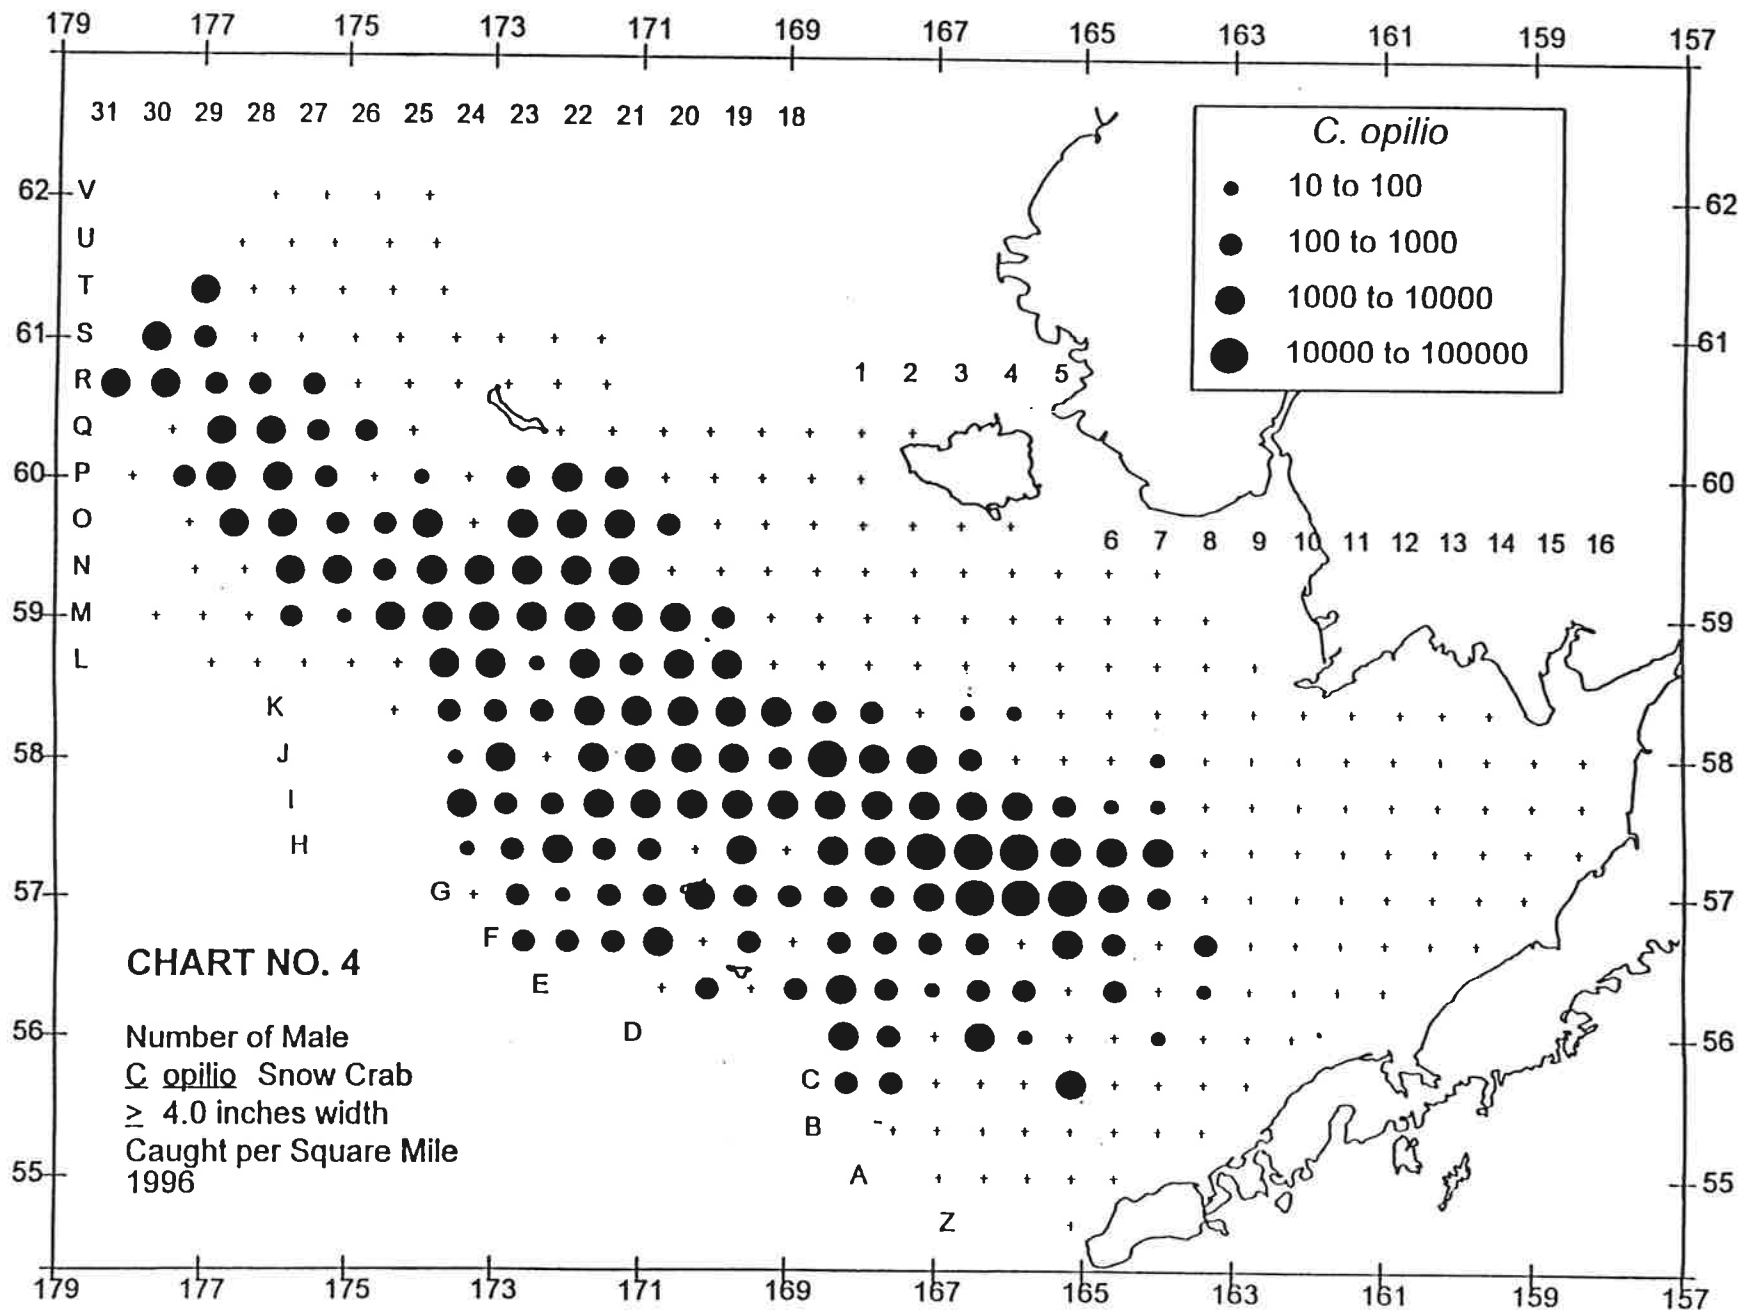 179 177 175 173 171 169 167 165 163 161 159 157
31 30 29 28 27 26 25 24 23 22 21 20 19 18
C. opilio
10 to 100
100 to 1000
1000 to 10000
10000 to 100000
62 V 62
U
T
61 S 61
R 1 2 3 4 5
Q
60 P 60
O 6 7 8 9 10 11 12 13 14 15 16
N
59 M 59
L
K
58 J 58
I
H
57 G 57
F
CHART NO. 4
E
56 D 56
Number of Male
C opilio Snow Crab
C
≥ 4.0 inches width
B
Caught per Square Mile
55 A 55
1996
Z
179 177 175 173 171 169 167 165 163 161 159 157